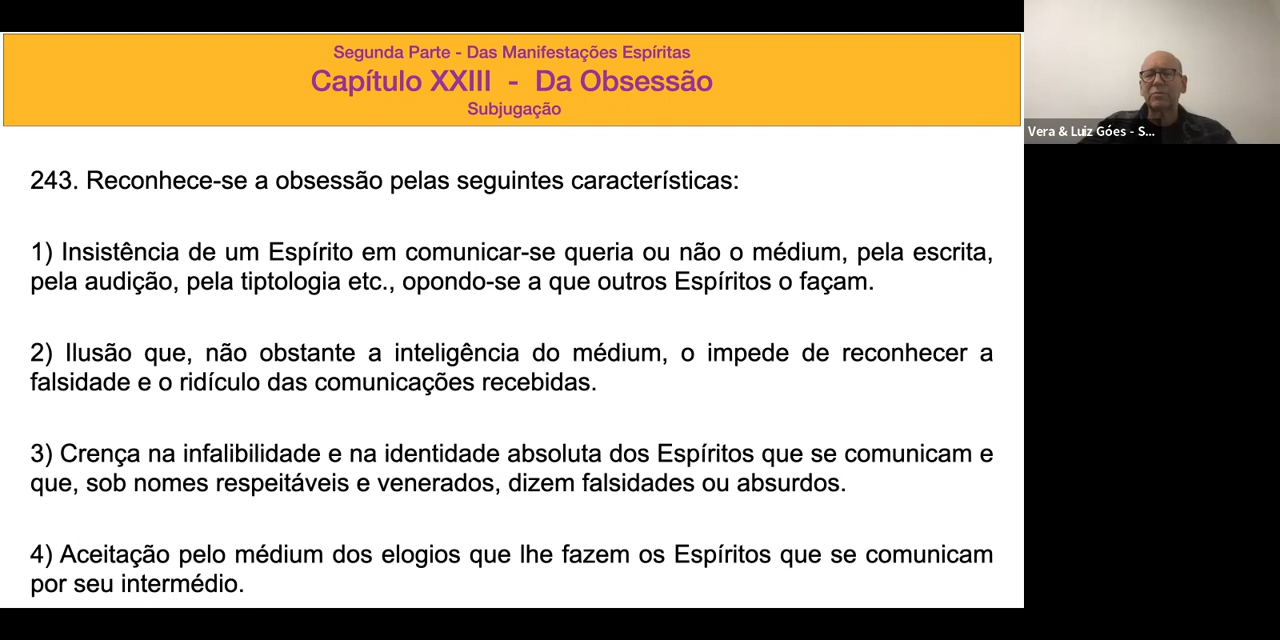 Segunda Parte - Das Manifestações Espíritas
Capítulo XXIII - Da Obsessão
Subjugação
243. Reconhece-se a obsessão pelas seguintes características:
1) Insistência de um Espírito em comunicar-se queria ou não o médium, pela escrita,
pela audição, pela tiptologia etc., opondo-se a que outros Espíritos o façam.
2) Ilusão que, não obstante a inteligência do médium, o impede de reconhecer a
falsidade e o ridículo das comunicações recebidas.
3) Crença na infalibilidade e na identidade absoluta dos Espíritos que se comunicam e
que, sob nomes respeitáveis e venerados, dizem falsidades ou absurdos.
4) Aceitação pelo médium dos elogios que lhe fazem os Espíritos que se comunicam
por seu intermédio.
Vera & Luiz Góes - S...